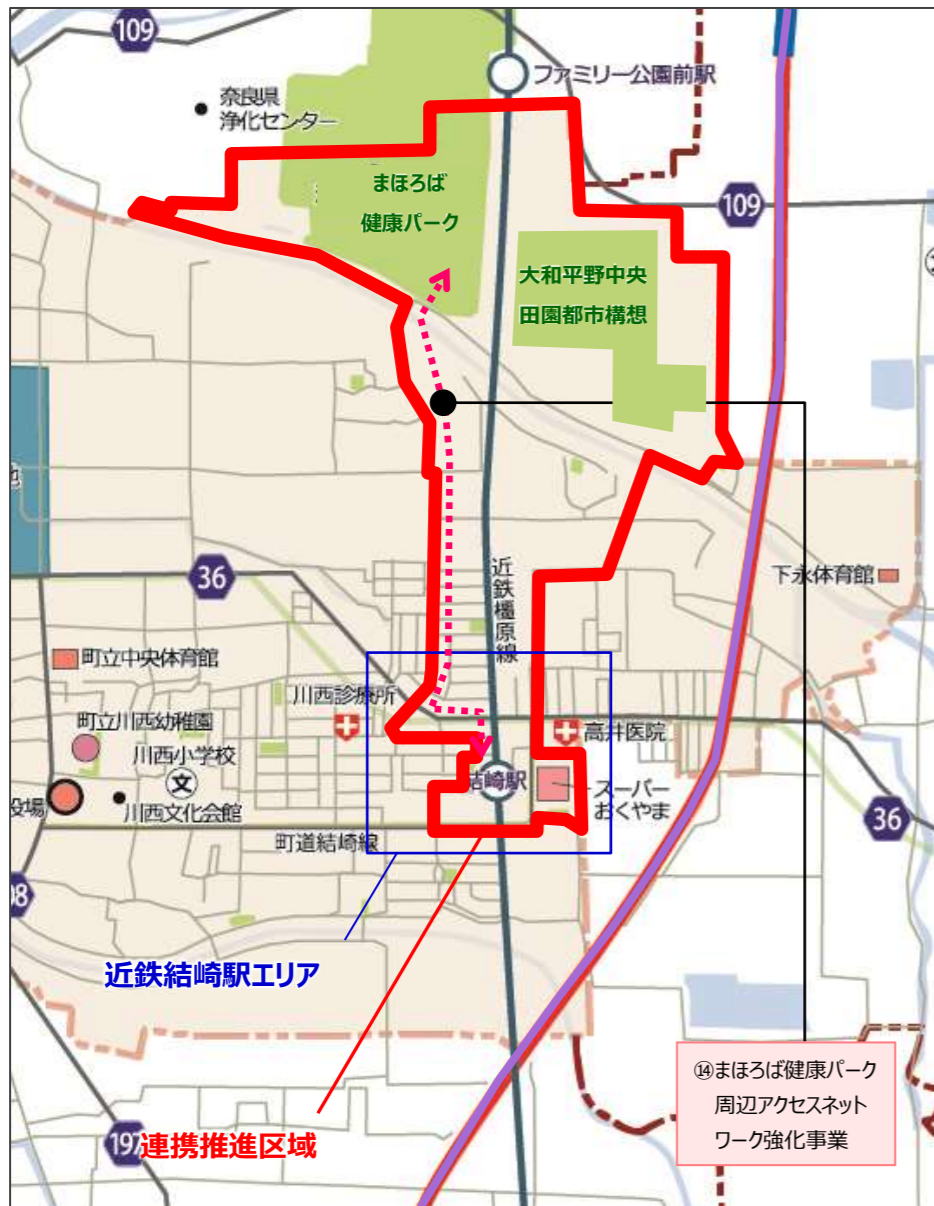 109
ファミリー公園前駅
奈良県
浄化センター
まほろば
健康パーク
109
大和平野中央
田園都市構想
近鉄橿原線
36
下永体育館
町立中央体育館
川西診療所
町立川西幼稚園
高井医院
川西小学校
文
結崎駅
スーパー
おくやま
役場
川西文化会館
36
町道結崎線
近鉄結崎駅エリア
⑭まほろば健康パーク
周辺アクセスネット
ワーク強化事業
197
連携推進区域